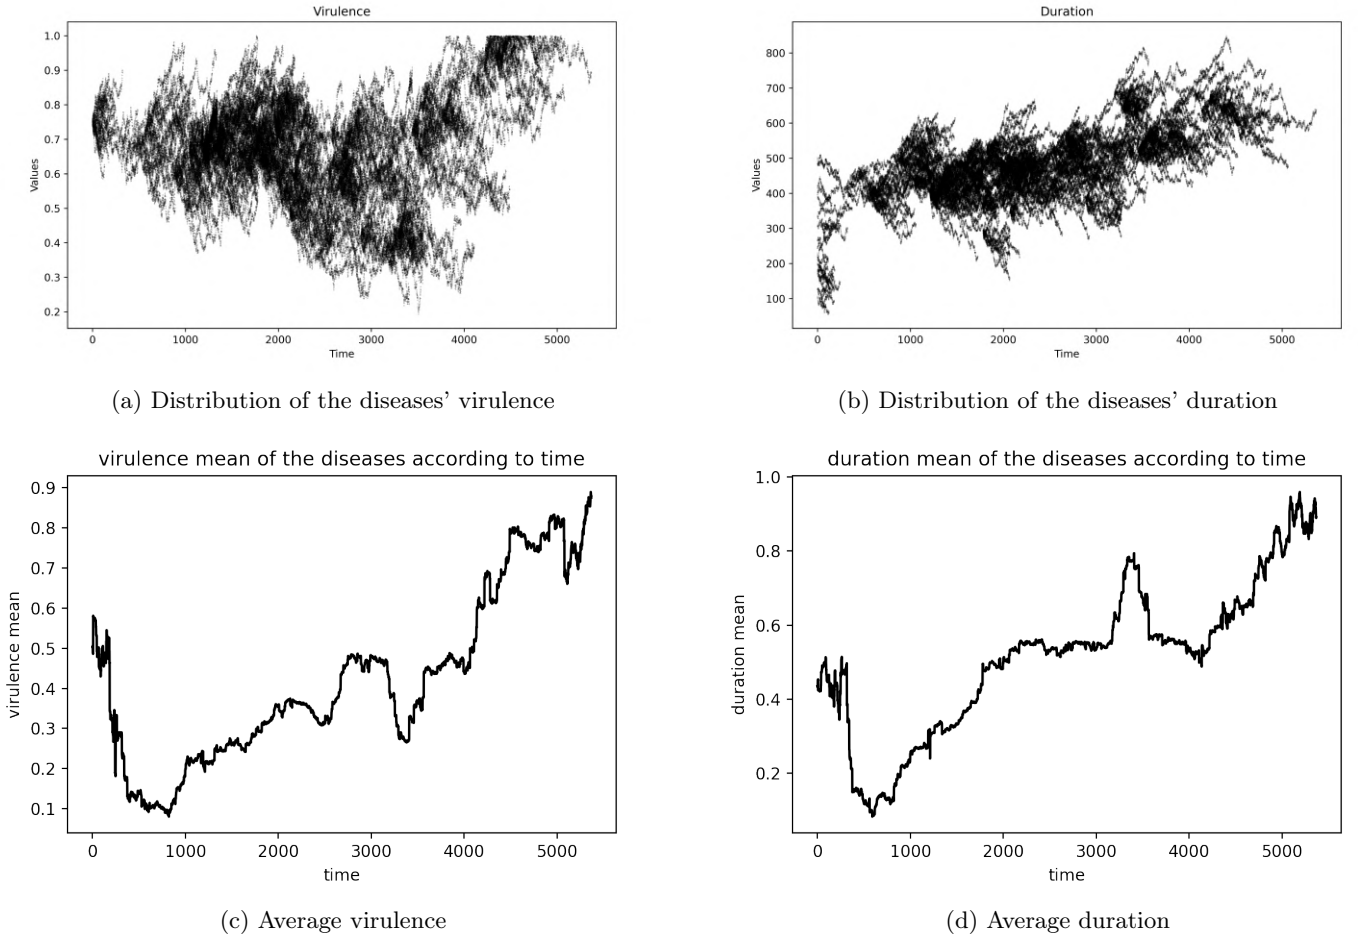 Virulence
1.0
0.9
0.8
0.7
0.6
0.5
0.4
0.3
0.2
Values
0 1000 2000 3000 4000 5000
Time
(a) Distribution of the diseases' virulence
Duration
800
700
600
500
400
300
200
100
Values
0 1000 2000 3000 4000 5000
Time
(b) Distribution of the diseases' duration
virulence mean of the diseases according to time
0.9
0.8
0.7
0.6
0.5
0.4
0.3
0.2
0.1
virulence mean
0 1000 2000 3000 4000 5000
time
(c) Average virulence
duration mean of the diseases according to time
1.0
0.8
0.6
0.4
0.2
duration mean
0 1000 2000 3000 4000 5000
time
(d) Average duration